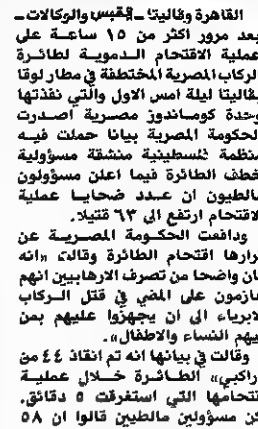 القاهرة وفاليتا - القبس والوكالات -
بعد مرور اكثر من ١٥ ساعة على
عملية الاقتحام الدموية لطائرة
الركاب المصرية المختطفة في مطار لوقا
بفاليتا ليلة امس الاول والتي نفذتها
وحدة كوماندوز مصرية اصدرت
الحكومة المصرية بيانا حملت فيه
منظمة فلسطينية منشقة مسؤولية
خطف الطائرة فيما اعلن مسؤولون
مالطيون ان عدد ضحايا عملية
الاقتحام ارتفع الى ٦٣ قتيلا.
ودافعت الحكومة المصرية عن
قرارها اقتحام الطائرة وقالت «انه
كان واضحا من تصرف الارهابيين انهم
عازمون على المضي في قتل الركاب
الابرياء الى ان يجهزوا عليهم بمن
فيهم النساء والاطفال».
وقالت في بيانها انه تم انقاذ ٤٤ من
راكبي» الطائرة خلال عملية
اقتحامها التي استغرقت ٥ دقائق.
لكن مسؤولين مالطيين قالوا ان ٥٨